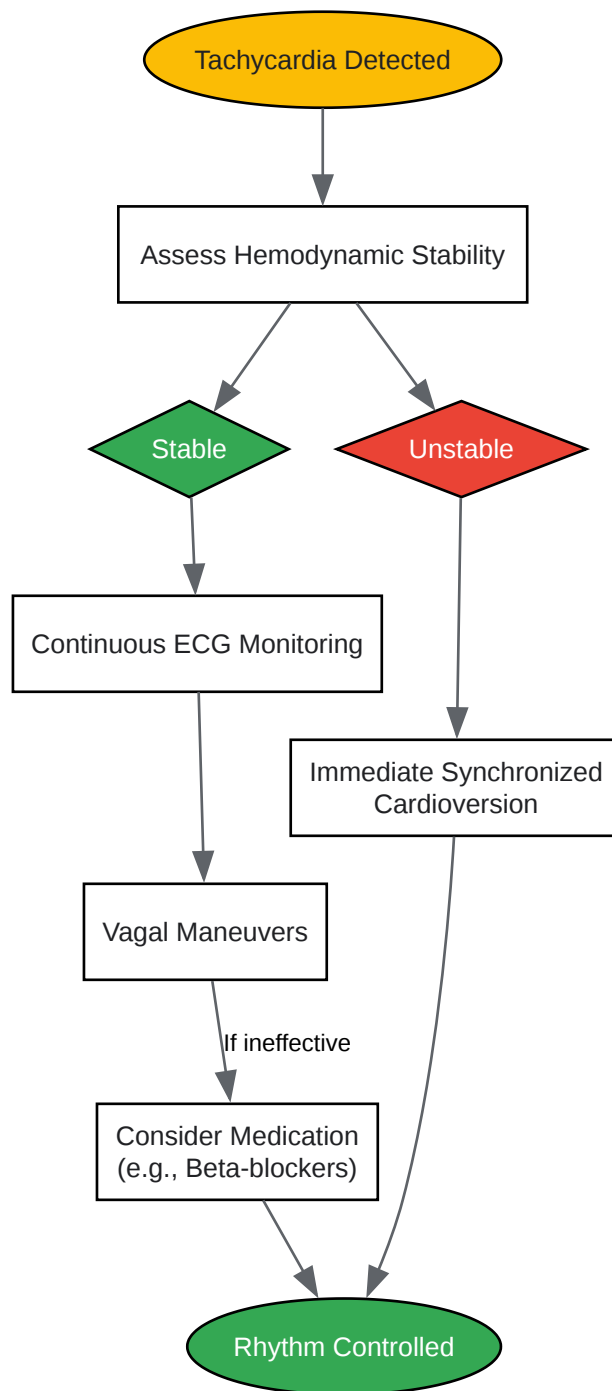 Tachycardia Detected
Assess Hemodynamic Stability
Stable
Unstable
Continuous ECG Monitoring
Immediate Synchronized
Cardioversion
Vagal Maneuvers
If ineffective
Consider Medication
(e.g., Beta-blockers)
Rhythm Controlled